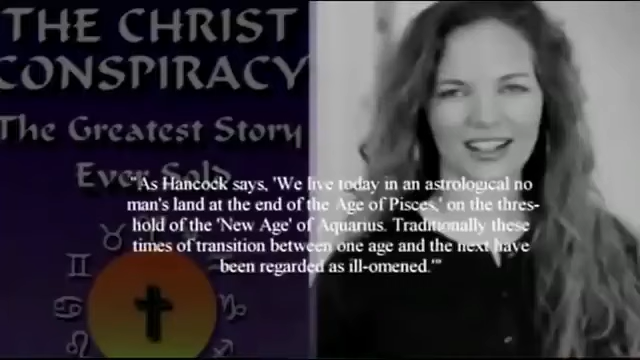 THE CHRIST
CONSPIRACY
The Greatest Story
Ever Sold
"As Hancock says, 'We live today in an astrological no
man's land at the end of the Age of Pisces,' on the thres-
hold of the 'New Age' of Aquarius. Traditionally these
times of transition between one age and the next have
been regarded as ill-omened.'"